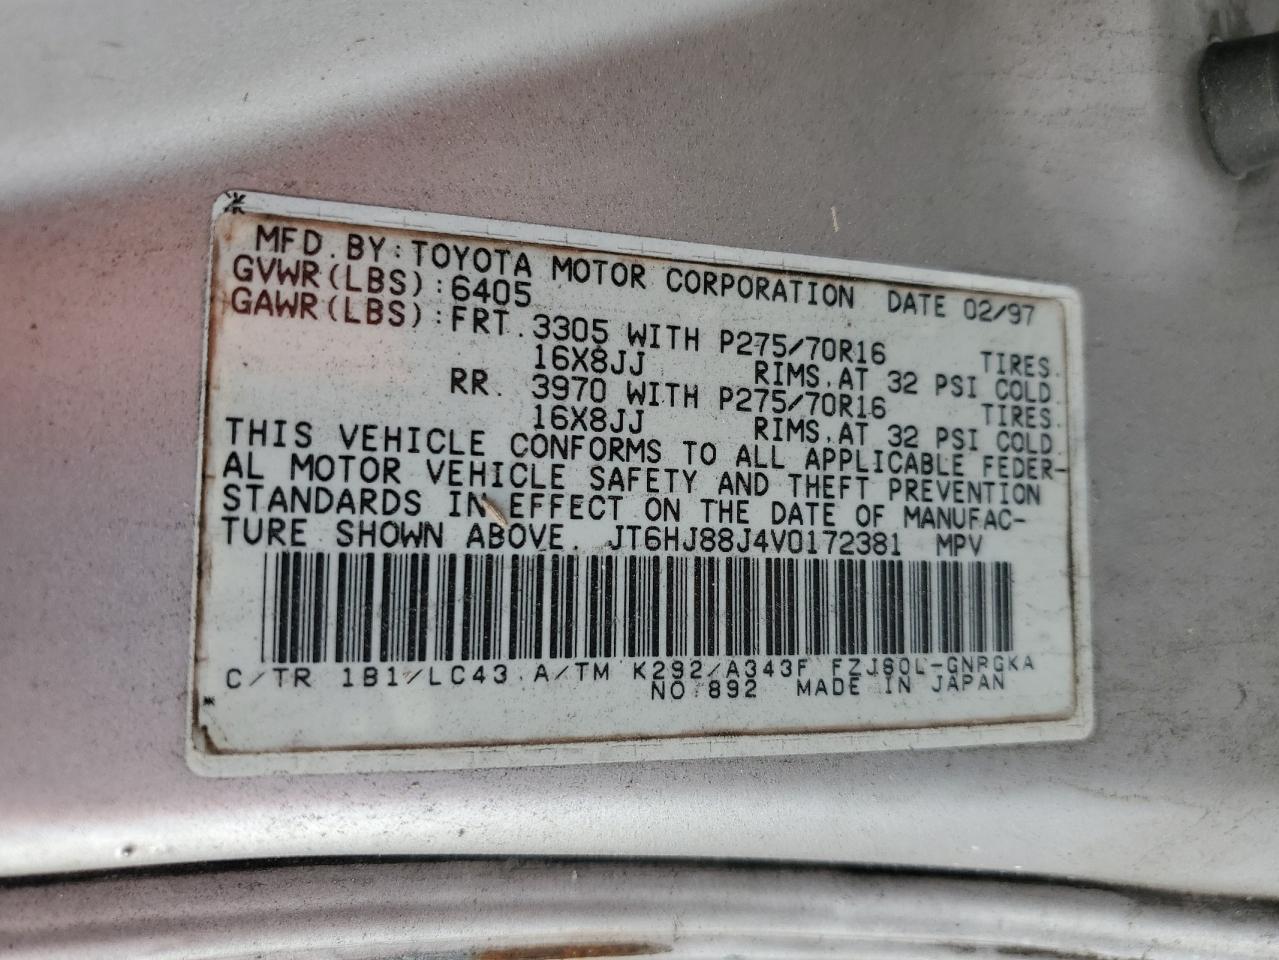 MFD. BY: TOYOTA MOTOR CORPORATION DATE 02/97
GVWR(LBS):6405
GAWR(LBS):FRT. 3305 WITH P275/70R16 TIRES.
16X8JJ RIMS.AT 32 PSI COLD.
RR. 3970 WITH P275/70R16 TIRES.
16X8JJ RIMS.AT 32 PSI COLD.
THIS VEHICLE CONFORMS TO ALL APPLICABLE FEDER-
AL MOTOR VEHICLE SAFETY AND THEFT PREVENTION
STANDARDS IN EFFECT ON THE DATE OF MANUFAC-
TURE SHOWN ABOVE. JT6HJ88J4V0172381 MPV
C/TR 1B1/LC43 A/TM K292/A343F FZJ80L-GNPGKA
NO.892 MADE IN JAPAN